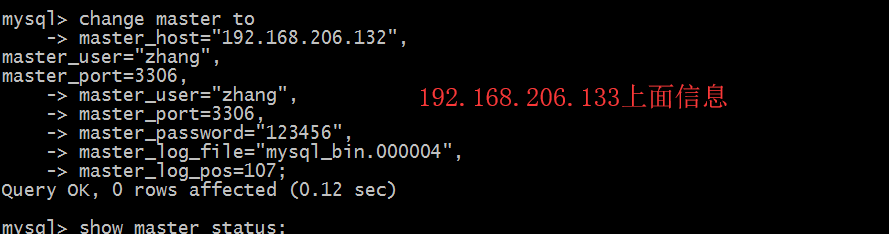 mysql> change master to
    -> master_host="192.168.206.132",
master_user="zhang",
master_port=3306,
    -> master_user="zhang",
    -> master_port=3306,
192.168.206.133上面信息
    -> master_password="123456",
    -> master_log_file="mysql_bin.000004",
    -> master_log_pos=107;
Query OK, 0 rows affected (0.12 sec)
mysql> show master status;